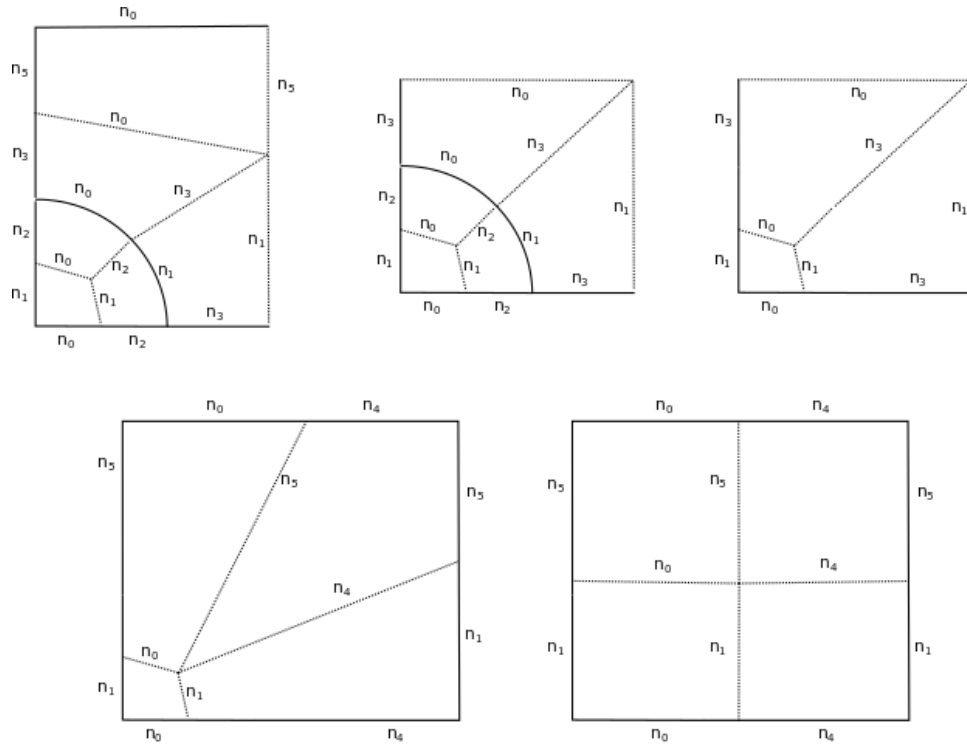 n₀
n₅ n₅
n₀
n₃
n₀ n₃
n₂ n₁
n₀ n₂ n₁
n₁ n₁
n₃
n₀ n₂
n₀
n₃ n₃
n₀
n₂ n₁
n₀ n₂ n₁
n₁ n₁
n₃
n₀ n₂
n₀
n₃ n₃
n₁
n₀
n₁ n₁
n₃
n₀
n₀ n₄
n₅
n₅ n₅
n₄
n₀ n₁
n₁ n₁
n₀ n₄
n₀ n₄
n₅ n₅ n₅
n₀ n₄
n₁ n₁ n₁
n₀ n₄